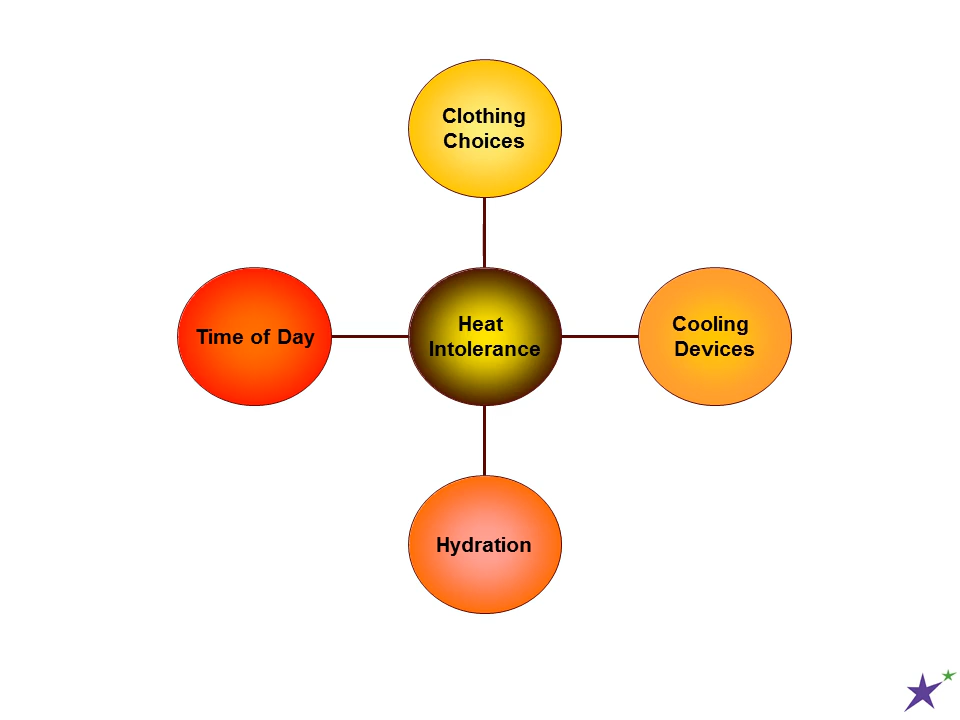 Clothing
Choices
Time of Day
Heat
Intolerance
Cooling
Devices
Hydration